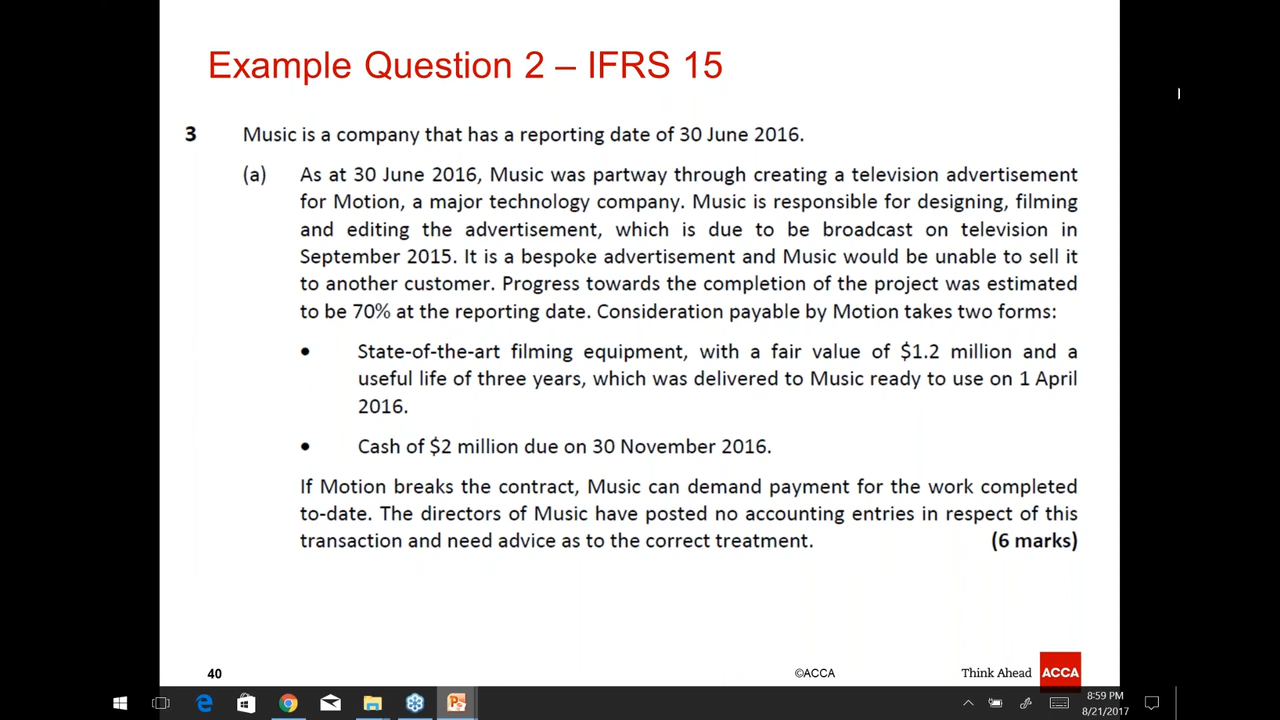 Example Question 2 – IFRS 15
3 Music is a company that has a reporting date of 30 June 2016.
(a) As at 30 June 2016, Music was partway through creating a television advertisement
for Motion, a major technology company. Music is responsible for designing, filming
and editing the advertisement, which is due to be broadcast on television in
September 2015. It is a bespoke advertisement and Music would be unable to sell it
to another customer. Progress towards the completion of the project was estimated
to be 70% at the reporting date. Consideration payable by Motion takes two forms:
• State-of-the-art filming equipment, with a fair value of $1.2 million and a
useful life of three years, which was delivered to Music ready to use on 1 April
2016.
• Cash of $2 million due on 30 November 2016.
If Motion breaks the contract, Music can demand payment for the work completed
to-date. The directors of Music have posted no accounting entries in respect of this
transaction and need advice as to the correct treatment. (6 marks)
40 ©ACCA Think Ahead ACCA
8:59 PM
8/21/2017